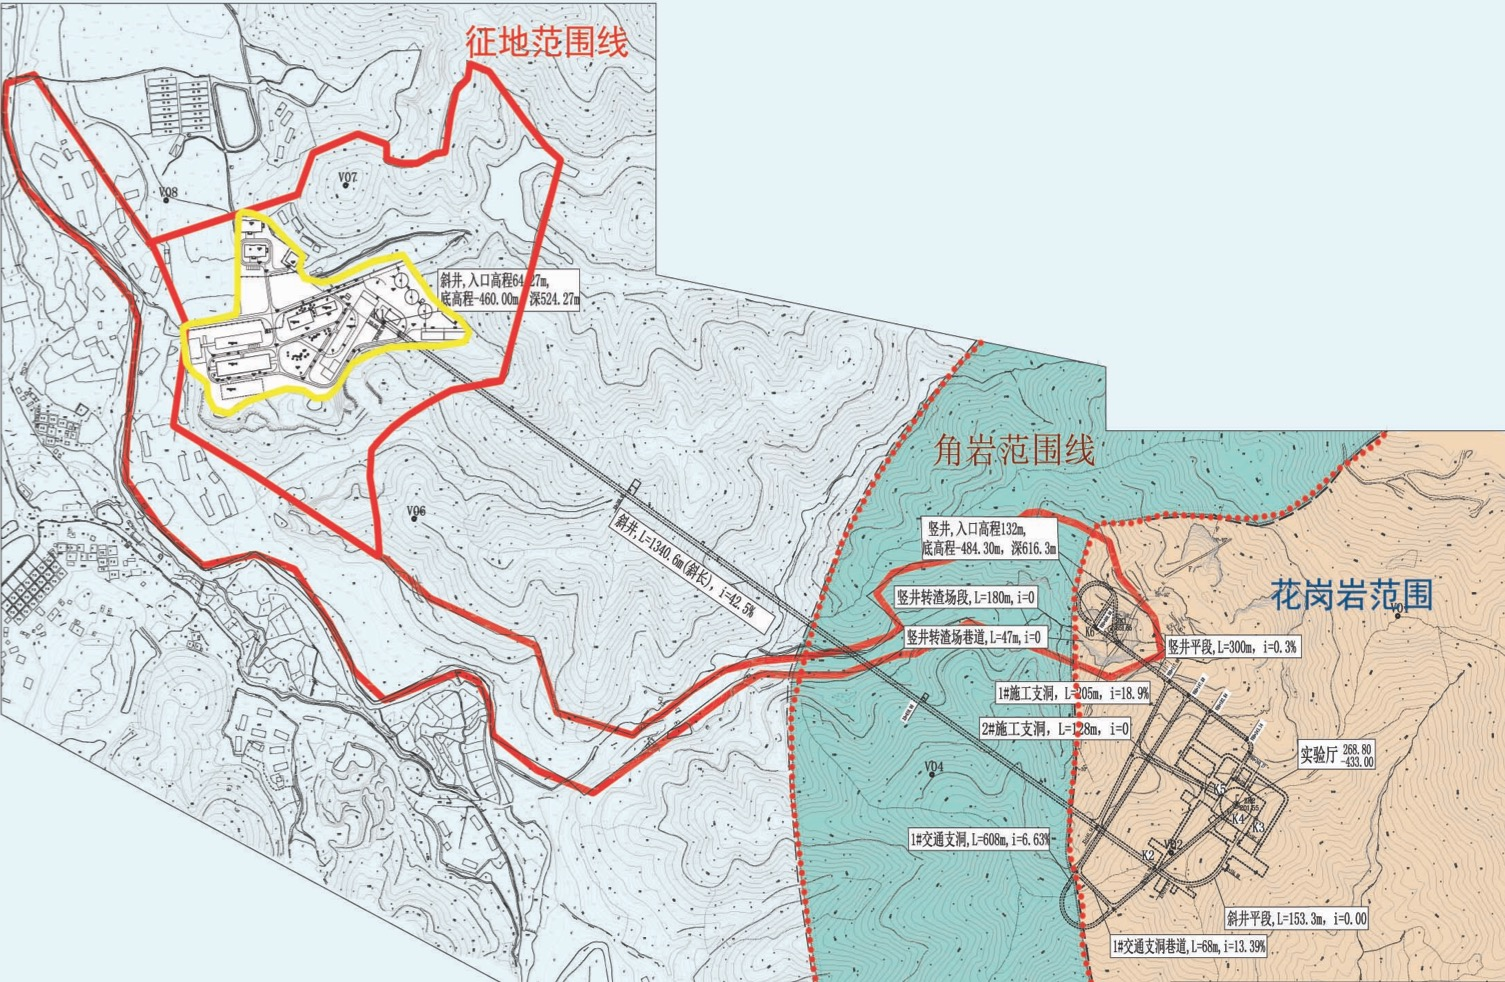 征地范围线
V08
V07
斜井,入口高程64.27m,
底高程-460.00m, 深524.27m
K1
V06
角岩范围线
斜井,L=1340.6m(斜长), i=42.5%
竖井,入口高程132m,
底高程-484.30m, 深616.3m
花岗岩范围
竖井转渣场段,L=180m,i=0
V01
竖井转渣场巷道,L=47m,i=0
K6
竖井平段,L=300m, i=0.3%
1#施工支洞, L=205m, i=18.9%
2#施工支洞, L=128m, i=0
实验厅 268.80
-433.00
V04
K5
K4
K3
1#交通支洞,L=608m,i=6.63%
K2
V02
斜井平段,L=153.3m, i=0.00
1#交通支洞巷道,L=68m,i=13.39%